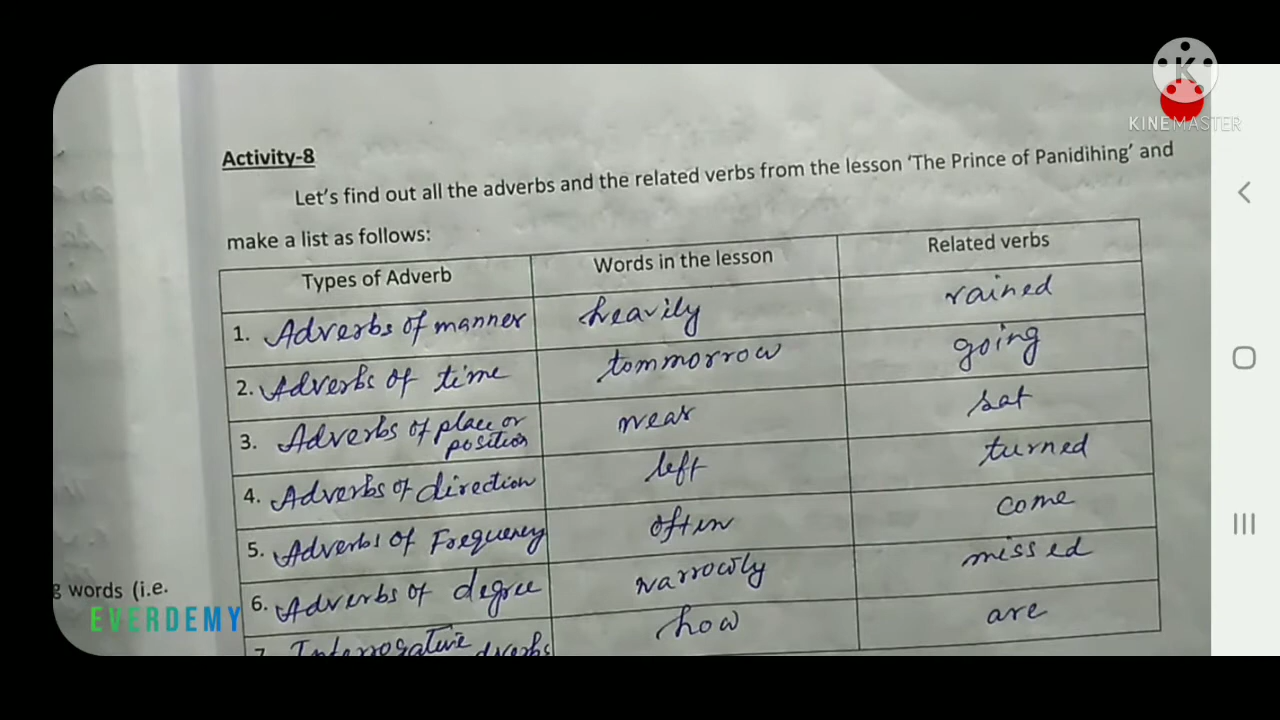 KINEMASTER
Activity-8
Let's find out all the adverbs and the related verbs from the lesson 'The Prince of Panidihing' and
make a list as follows:
Types of Adverb Words in the lesson Related verbs
1. Adverbs of manner heavily rained
2. Adverbs of time tommorrow going
3. Adverbs of place or position near sat
4. Adverbs of direction left turned
5. Adverbs of Frequency often come
6. Adverbs of degree narrowly missed
7. Interrogative adverbs how are
g words (i.e.
EVERDEMY